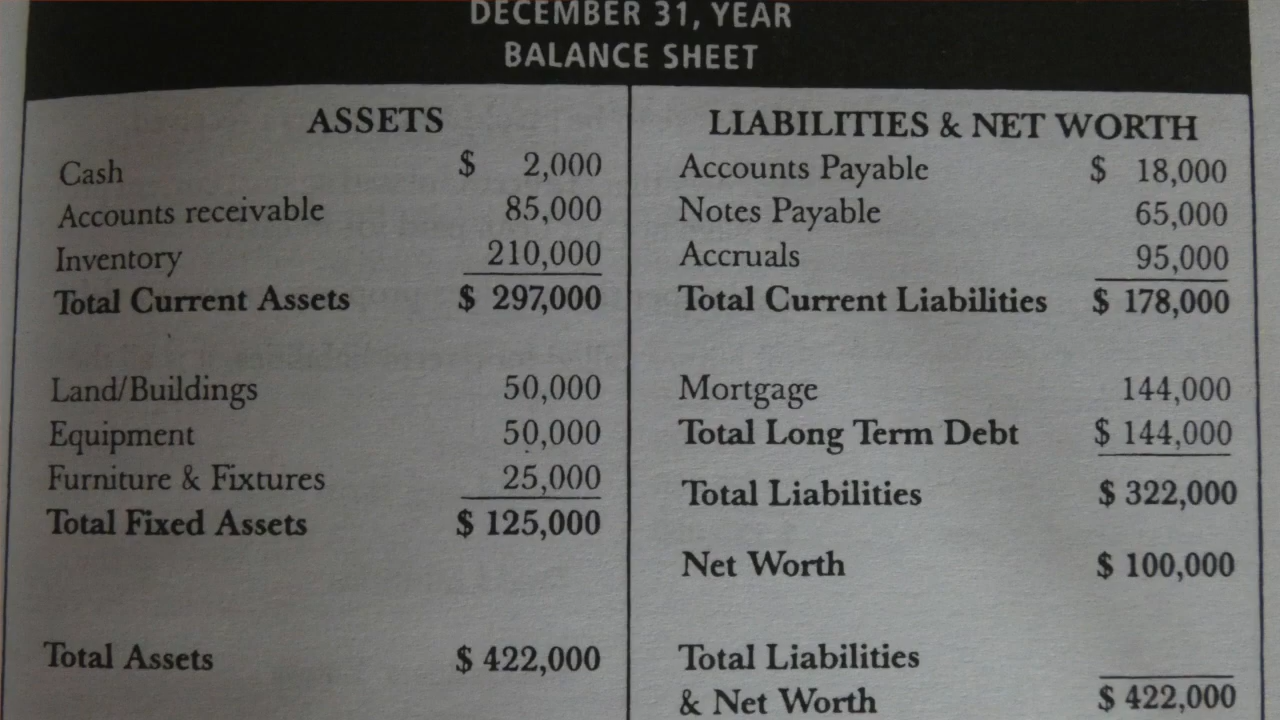 DECEMBER 31, YEAR
BALANCE SHEET
ASSETS
Cash $ 2,000
Accounts receivable 85,000
Inventory 210,000
Total Current Assets $ 297,000
Land/Buildings 50,000
Equipment 50,000
Furniture & Fixtures 25,000
Total Fixed Assets $ 125,000
Total Assets $ 422,000
LIABILITIES & NET WORTH
Accounts Payable $ 18,000
Notes Payable 65,000
Accruals 95,000
Total Current Liabilities $ 178,000
Mortgage 144,000
Total Long Term Debt $ 144,000
Total Liabilities $ 322,000
Net Worth $ 100,000
Total Liabilities
& Net Worth $ 422,000